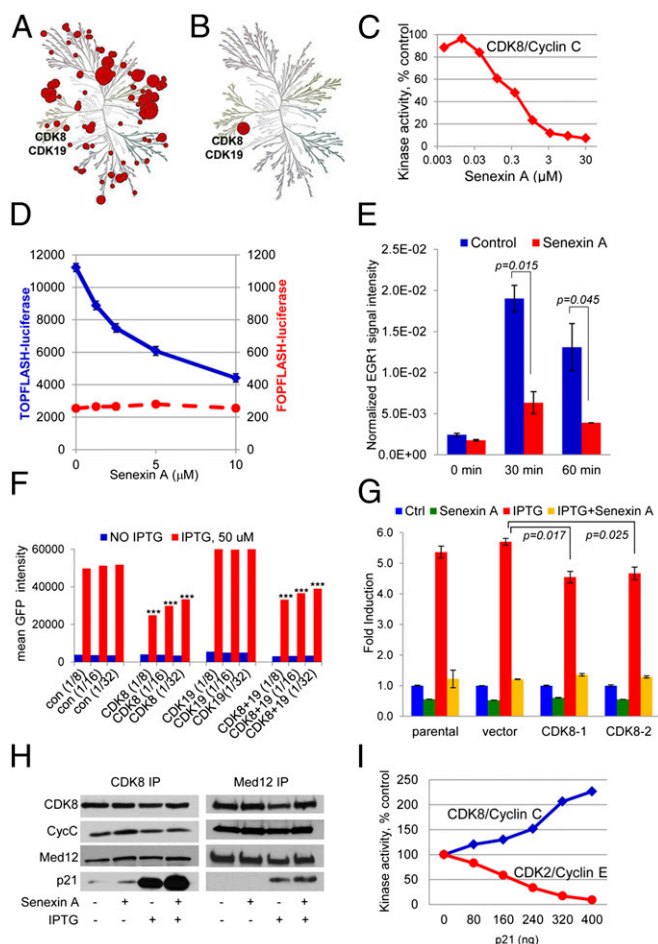 A
CDK8
CDK19
B
CDK8
CDK19
C
CDK8/Cyclin C
Kinase activity, % control
100
80
60
40
20
0
0.003 0.03 0.3 3 30
Senexin A (µM)
D
TOPFLASH-luciferase
12000 1200
10000 1000
8000 800
6000 600
4000 400
2000 200
0 0
FOPFLASH-luciferase
0 5 10
Senexin A (µM)
E
Control Senexin A
Normalized EGR1 signal intensity
2.5E-02
2.0E-02
1.5E-02
1.0E-02
5.0E-03
0.0E+00
p=0.015
p=0.045
0 min 30 min 60 min
F
NO IPTG IPTG, 50 uM
mean GFP
intensity
60000
40000
20000
0
*** *** *** *** *** ***
con (1/8)
con (1/16)
con (1/32)
CDK8 (1/8)
CDK8 (1/16)
CDK8 (1/32)
CDK19 (1/8)
CDK19 (1/16)
CDK19 (1/32)
CDK8+19 (1/8)
CDK8+19 (1/16)
CDK8+19 (1/32)
G
Ctrl Senexin A IPTG IPTG+Senexin A
Fold Induction
6.0
5.0
4.0
3.0
2.0
1.0
0.0
p=0.017 p=0.025
parental vector CDK8-1 CDK8-2
H
CDK8 IP Med12 IP
CDK8
CycC
Med12
p21
Senexin A - + - + - + - +
IPTG - - + + - - + +
I
Kinase activity, % control
250
200
150
100
50
0
CDK8/Cyclin C
CDK2/Cyclin E
0 80 160 240 320 400
p21 (ng)